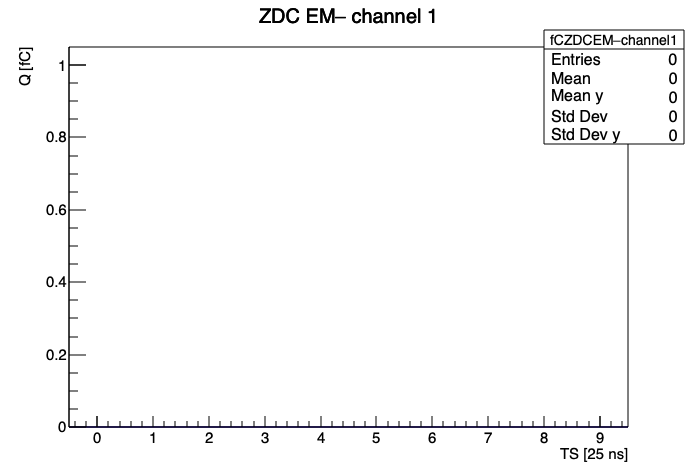 ZDC EM− channel 1
fCZDCEM−channel1
Entries 0
Mean 0
Mean y 0
Std Dev 0
Std Dev y 0
Q [fC]
1
0.8
0.6
0.4
0.2
0
0 1 2 3 4 5 6 7 8 9
TS [25 ns]